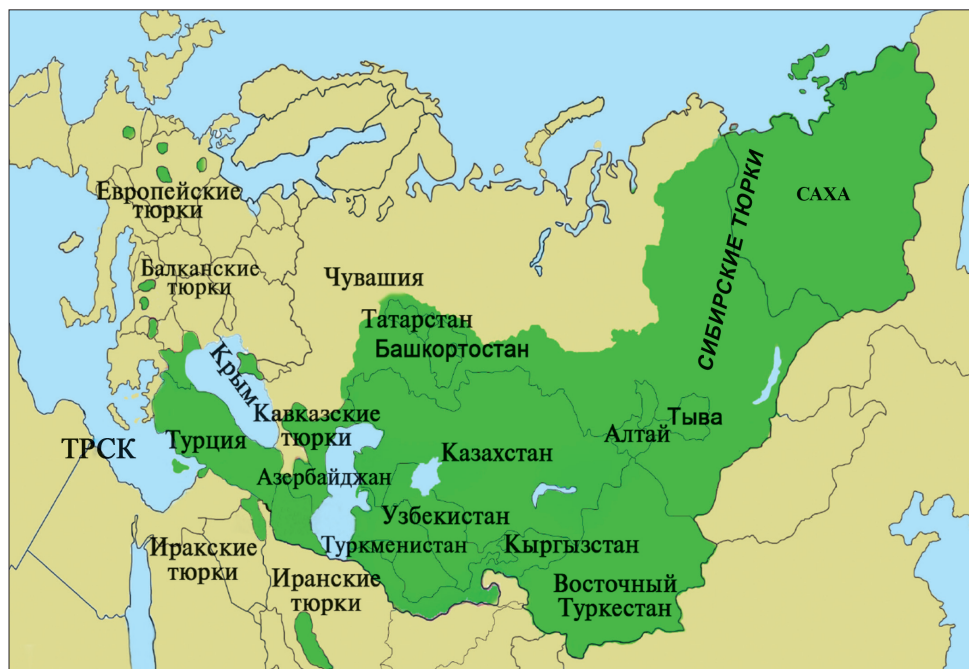 САХА
СИБИРСКИЕ ТЮРКИ
Европейские
тюрки
Балканские
тюрки
Чувашия
Татарстан
Башкортостан
Крым
Кавказские
тюрки
Тыва
Алтай
Турция
ТРСК
Казахстан
Азербайджан
Узбекистан
Туркменистан
Кыргызстан
Иракские
тюрки
Иранские
тюрки
Восточный
Туркестан